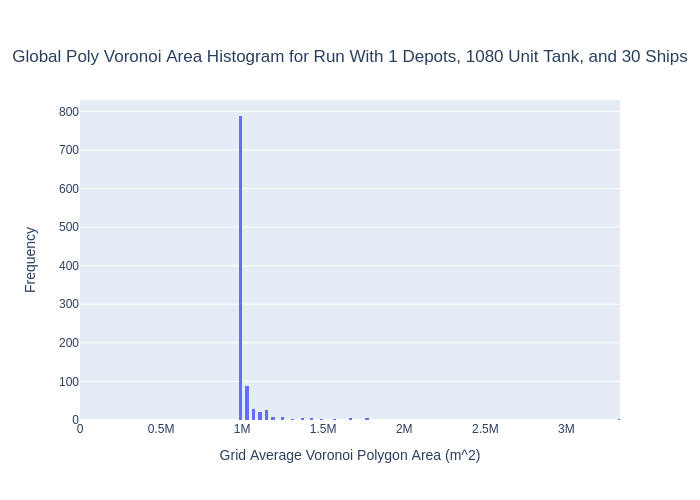 Global Poly Voronoi Area Histogram for Run With 1 Depots, 1080 Unit Tank, and 30 Ships
800
700
600
500
400
300
200
100
0
Frequency
0 0.5M 1M 1.5M 2M 2.5M 3M
Grid Average Voronoi Polygon Area (m^2)